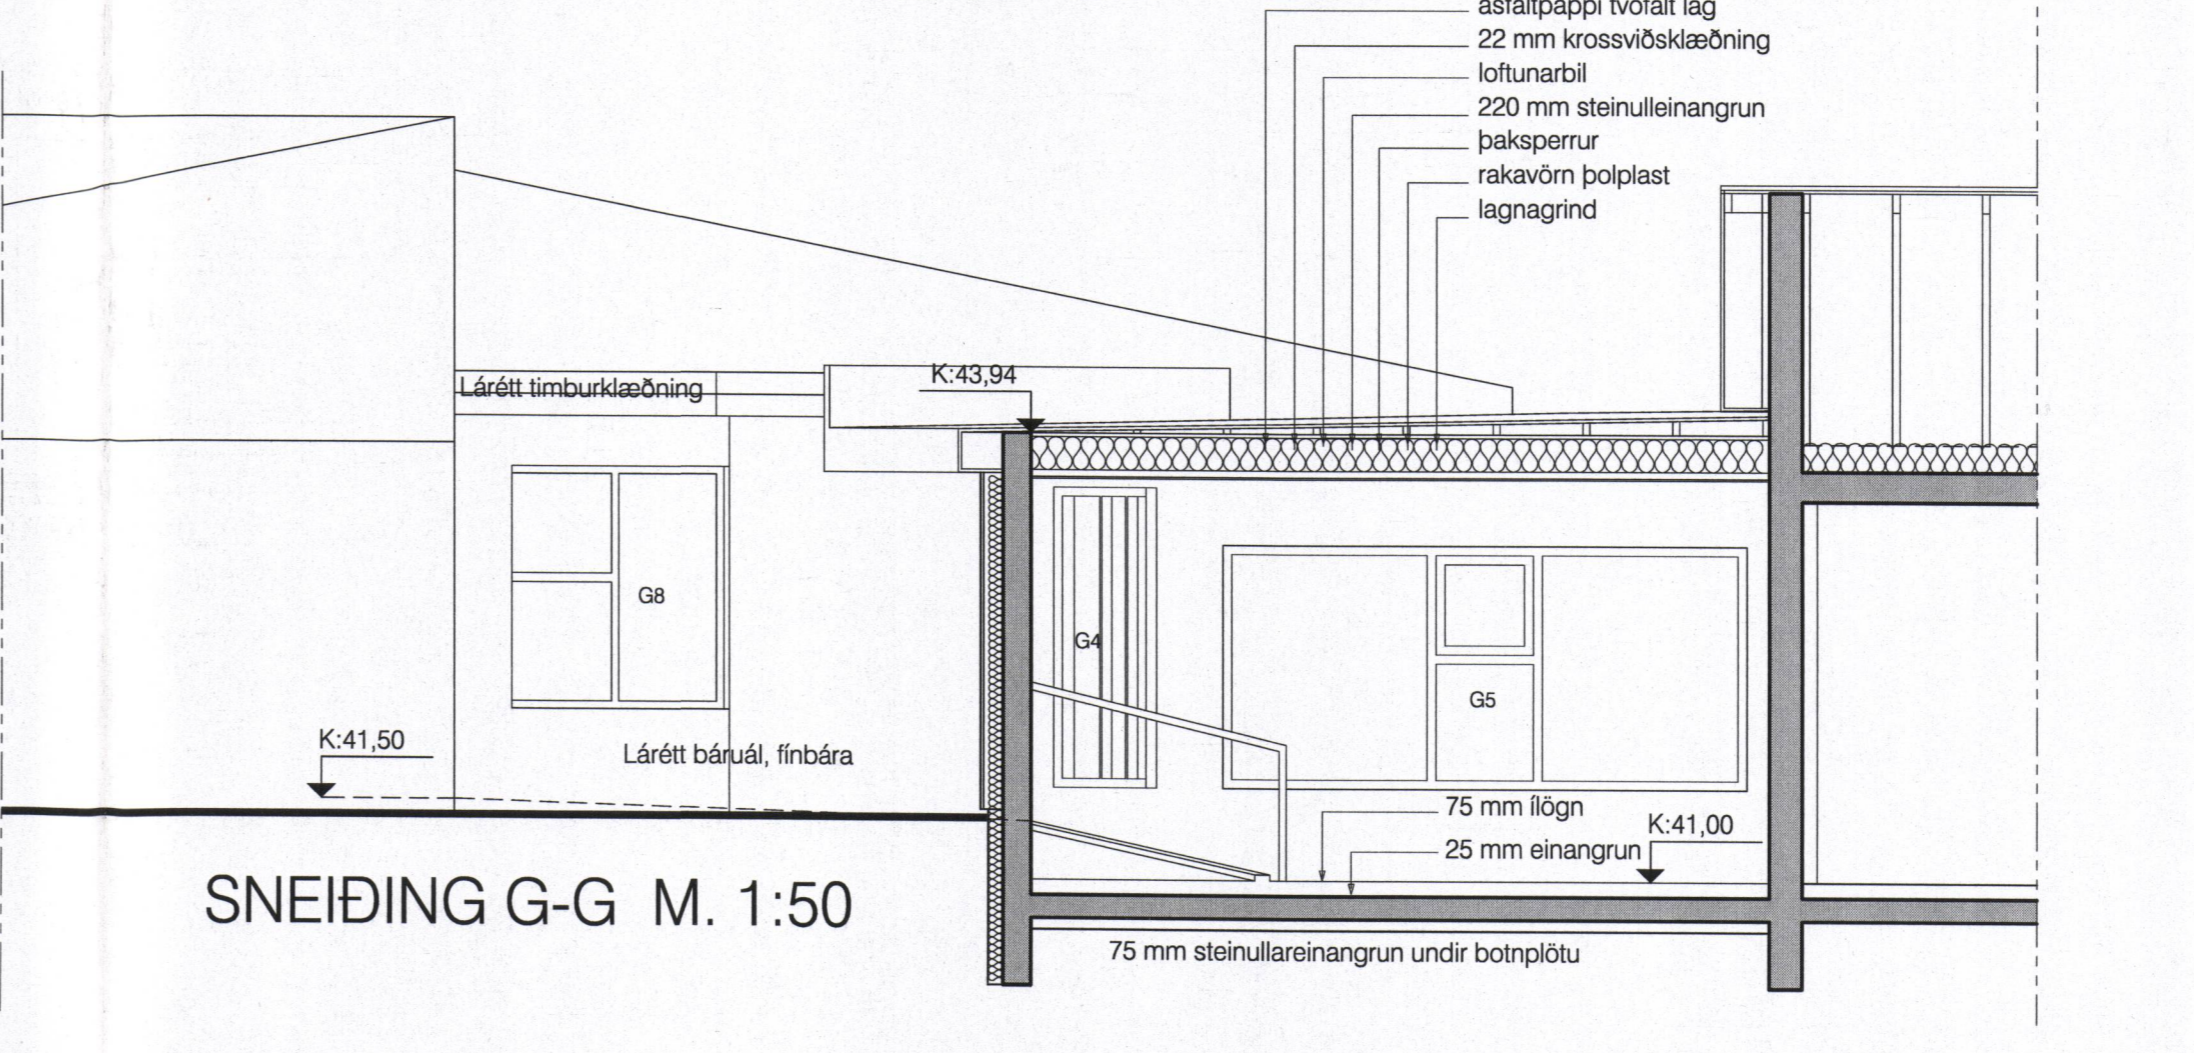 asfaltpappi tvöfalt lag
22 mm krossviðsklæðning
loftunarbil
220 mm steinulleinangrun
þaksperrur
rakavörn þolplast
lagnagrind
Lárétt timburklæðning
K:43,94
G8
G4
G5
K:41,50
Lárétt báruál, fínbára
75 mm ílögn
K:41,00
25 mm einangrun
SNEIÐING G-G M. 1:50
75 mm steinullareinangrun undir botnplötu